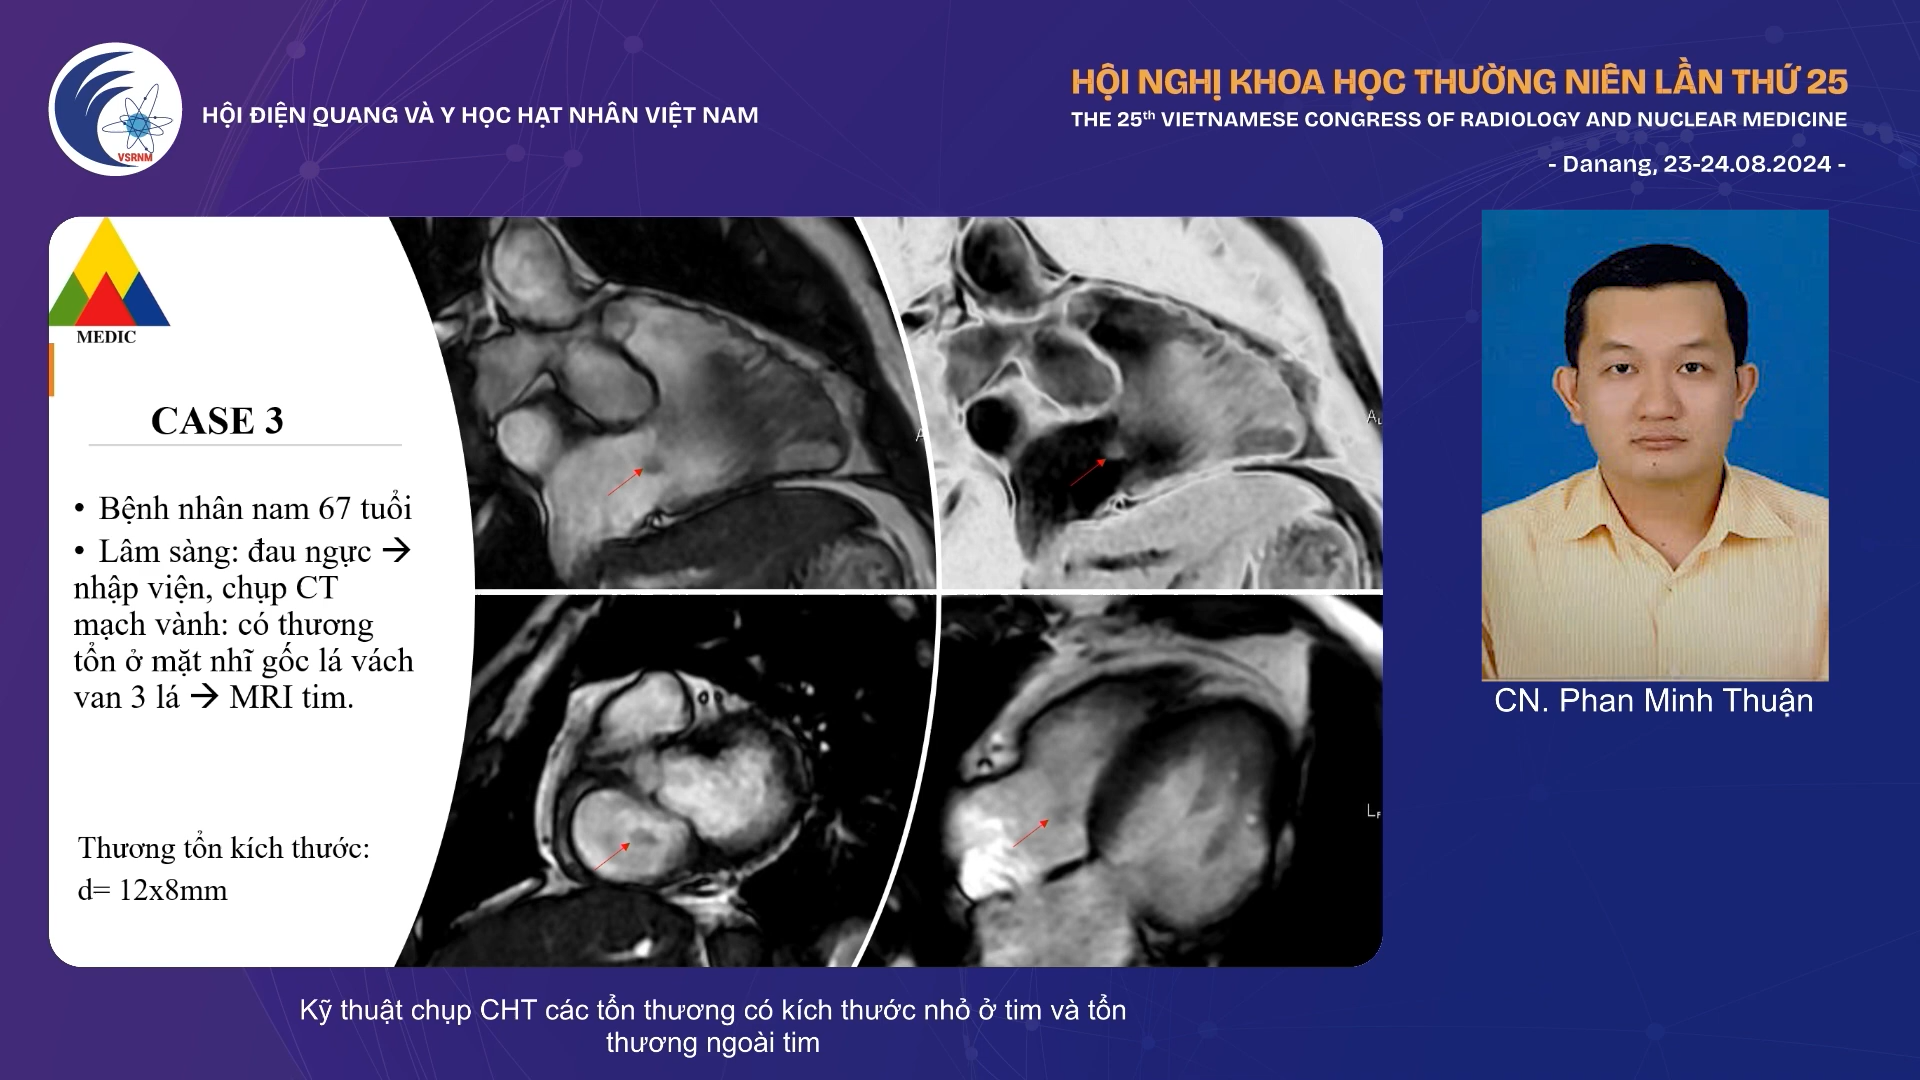 VSRNM
HỘI ĐIỆN QUANG VÀ Y HỌC HẠT NHÂN VIỆT NAM
HỘI NGHỊ KHOA HỌC THƯỜNG NIÊN LẦN THỨ 25
THE 25th VIETNAMESE CONGRESS OF RADIOLOGY AND NUCLEAR MEDICINE
- Danang, 23-24.08.2024 -
MEDIC
CASE 3
• Bệnh nhân nam 67 tuổi
• Lâm sàng: đau ngực →
nhập viện, chụp CT
mạch vành: có thương
tổn ở mặt nhĩ gốc lá vách
van 3 lá → MRI tim.
Thương tổn kích thước:
d= 12x8mm
CN. Phan Minh Thuận
Kỹ thuật chụp CHT các tổn thương có kích thước nhỏ ở tim và tổn
thương ngoài tim